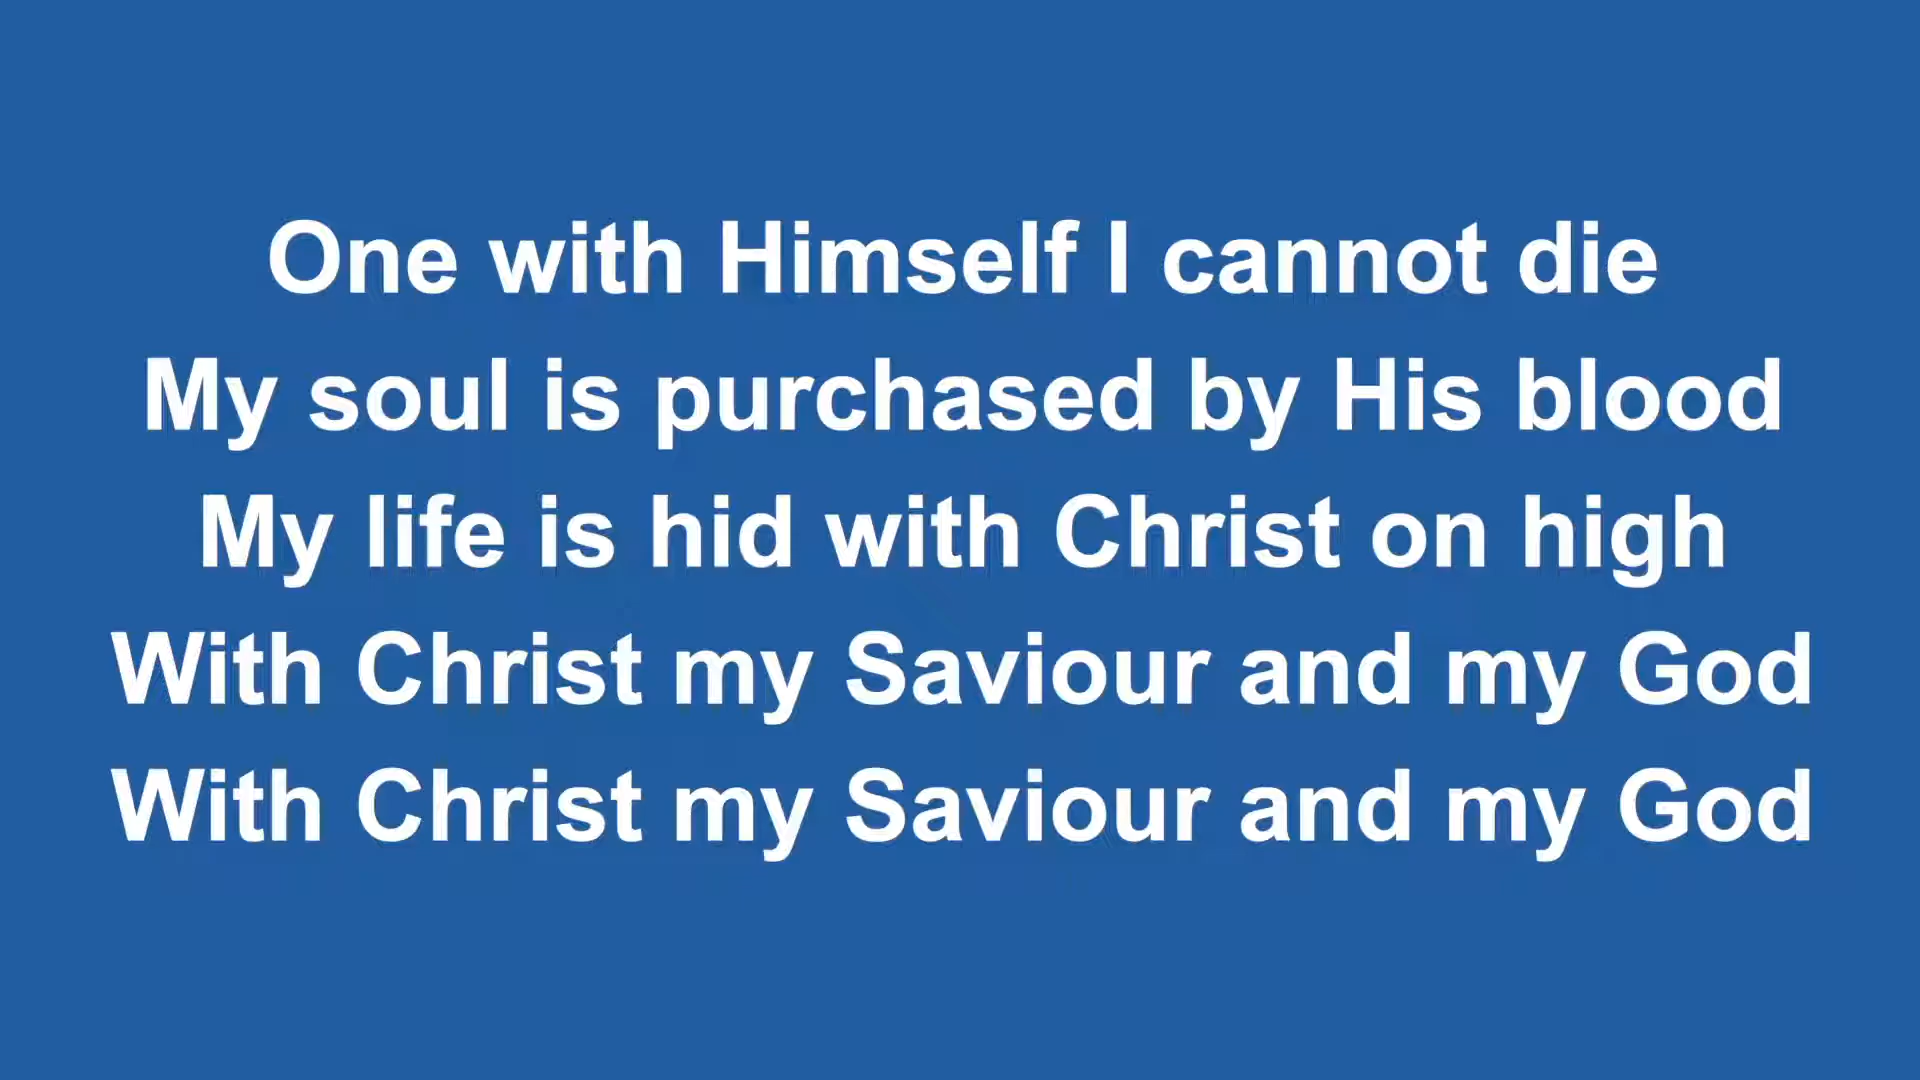 One with Himself I cannot die
My soul is purchased by His blood
My life is hid with Christ on high
With Christ my Saviour and my God
With Christ my Saviour and my God